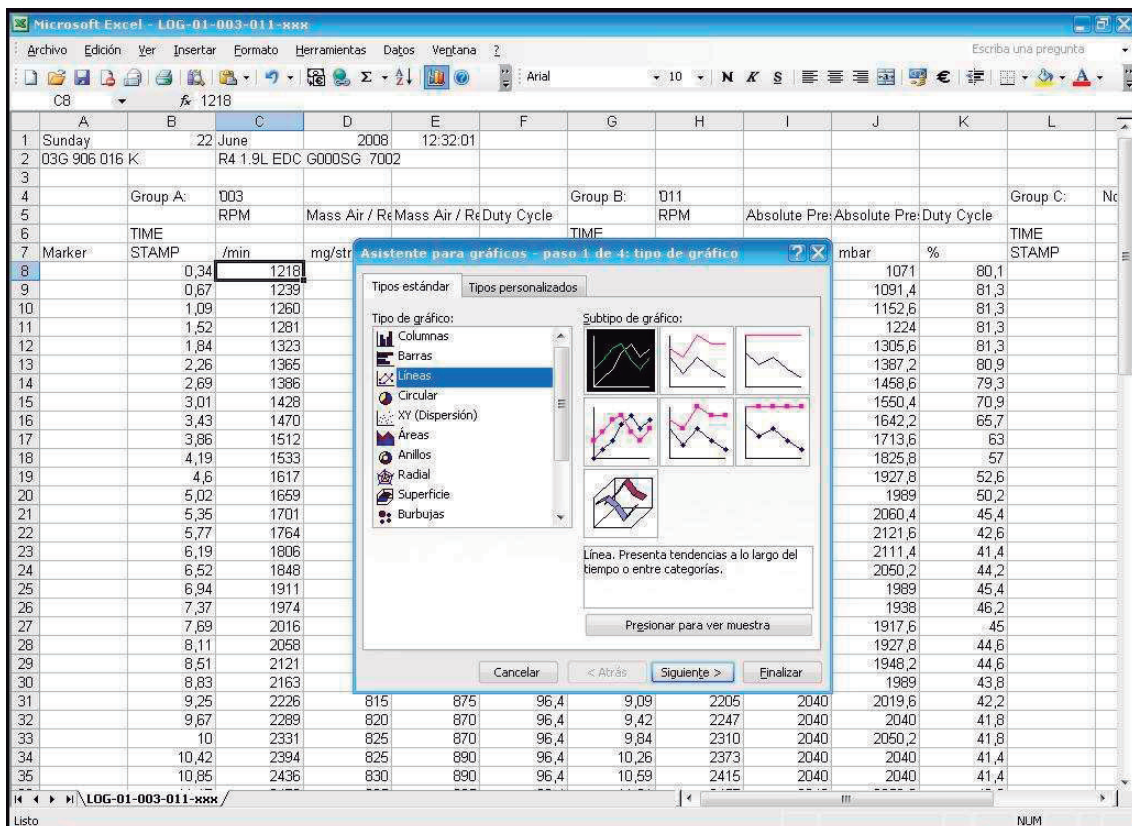 Microsoft Excel - LOG-01-003-011-xxx
Archivo Edición Ver Insertar Formato Herramientas Datos Ventana ? Escriba una pregunta
Arial 10 N K S €
C8 fx 1218
A B C D E F G H I J K L
1 Sunday 22 June 2008 12:32:01
2 03G 906 016 K R4 1.9L EDC G000SG 7002
3
4 Group A: '003 Group B: '011 Group C: No
5 RPM Mass Air / Re Mass Air / Re Duty Cycle RPM Absolute Pre: Absolute Pre: Duty Cycle
6 TIME TIME TIME
7 Marker STAMP /min mg/str mbar % STAMP
8 0,34 1218 1071 80,1
9 0,67 1239 1091,4 81,3
10 1,09 1260 1152,6 81,3
11 1,52 1281 1224 81,3
12 1,84 1323 1305,6 81,3
13 2,26 1365 1387,2 80,9
14 2,69 1386 1458,6 79,3
15 3,01 1428 1550,4 70,9
16 3,43 1470 1642,2 65,7
17 3,86 1512 1713,6 63
18 4,19 1533 1825,8 57
19 4,6 1617 1927,8 52,6
20 5,02 1659 1989 50,2
21 5,35 1701 2060,4 45,4
22 5,77 1764 2121,6 42,6
23 6,19 1806 2111,4 41,4
24 6,52 1848 2050,2 44,2
25 6,94 1911 1989 45,4
26 7,37 1974 1938 46,2
27 7,69 2016 1917,6 45
28 8,11 2058 1927,8 44,6
29 8,51 2121 1948,2 44,6
30 8,83 2163 1989 43,8
31 9,25 2226 815 875 96,4 9,09 2205 2040 2019,6 42,2
32 9,67 2289 820 870 96,4 9,42 2247 2040 2040 41,8
33 10 2331 825 870 96,4 9,84 2310 2040 2050,2 41,8
34 10,42 2394 825 890 96,4 10,26 2373 2040 2040 41,4
35 10,85 2436 830 890 96,4 10,59 2415 2040 2040 41,4
Asistente para gráficos - paso 1 de 4: tipo de gráfico
Tipos estándar Tipos personalizados
Tipo de gráfico:
Columnas
Barras
Líneas
Circular
XY (Dispersión)
Áreas
Anillos
Radial
Superficie
Burbujas
Subtipo de gráfico:
Línea. Presenta tendencias a lo largo del
tiempo o entre categorías.
Presionar para ver muestra
Cancelar < Atrás Siguiente > Finalizar
LOG-01-003-011-xxx
Listo NUM